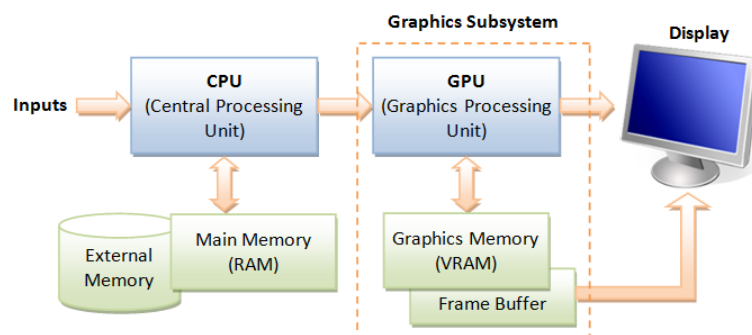 Graphics Subsystem
Display
Inputs
CPU
(Central Processing
Unit)
GPU
(Graphics Processing
Unit)
External
Memory
Main Memory
(RAM)
Graphics Memory
(VRAM)
Frame Buffer